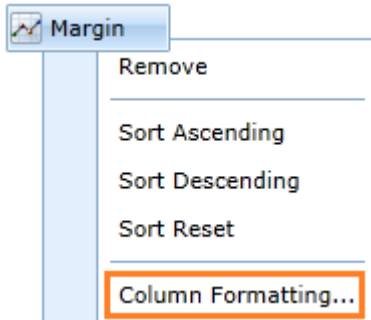 Margin
Remove
Sort Ascending
Sort Descending
Sort Reset
Column Formatting...